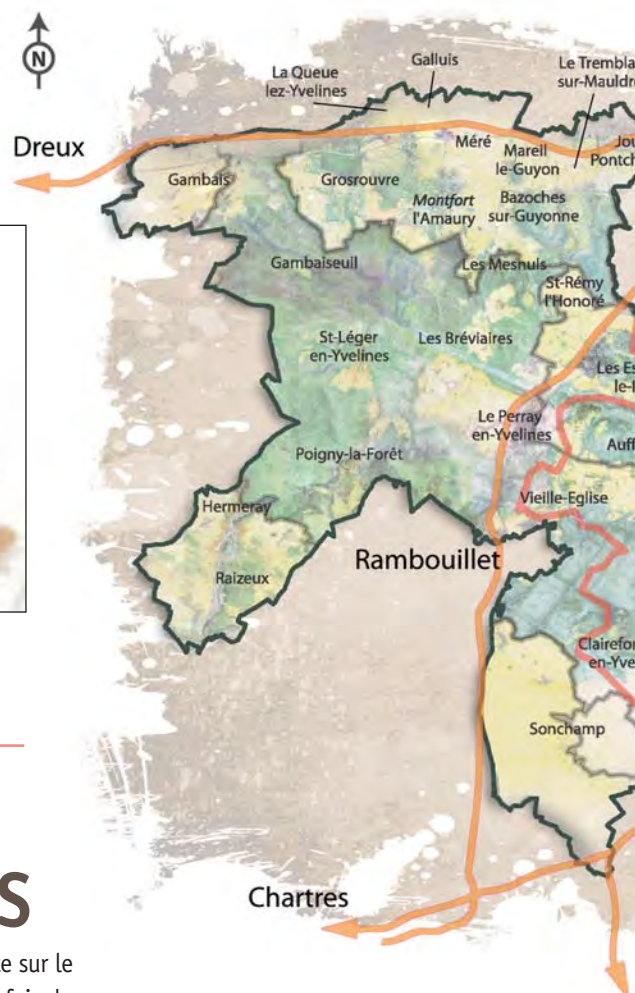 N
Galluis
La Queue
lez-Yvelines
Le Trembla
sur-Mauldre
Dreux
Méré
Mareil
le-Guyon
Jou
Pontch
Gambais
Grosrouvre
Montfort
l'Amaury
Bazoches
sur-Guyonne
Gambaiseuil
Les Mesnuls
St-Rémy
l'Honoré
St-Léger
en-Yvelines
Les Bréviaires
Les Es
le-
Le Perray
en-Yvelines
Auff
Poigny-la-Forêt
Vieille-Eglise
Hermeray
Rambouillet
Raizeux
Clairefor
en-Yve
Sonchamp
S
Chartres
te sur le